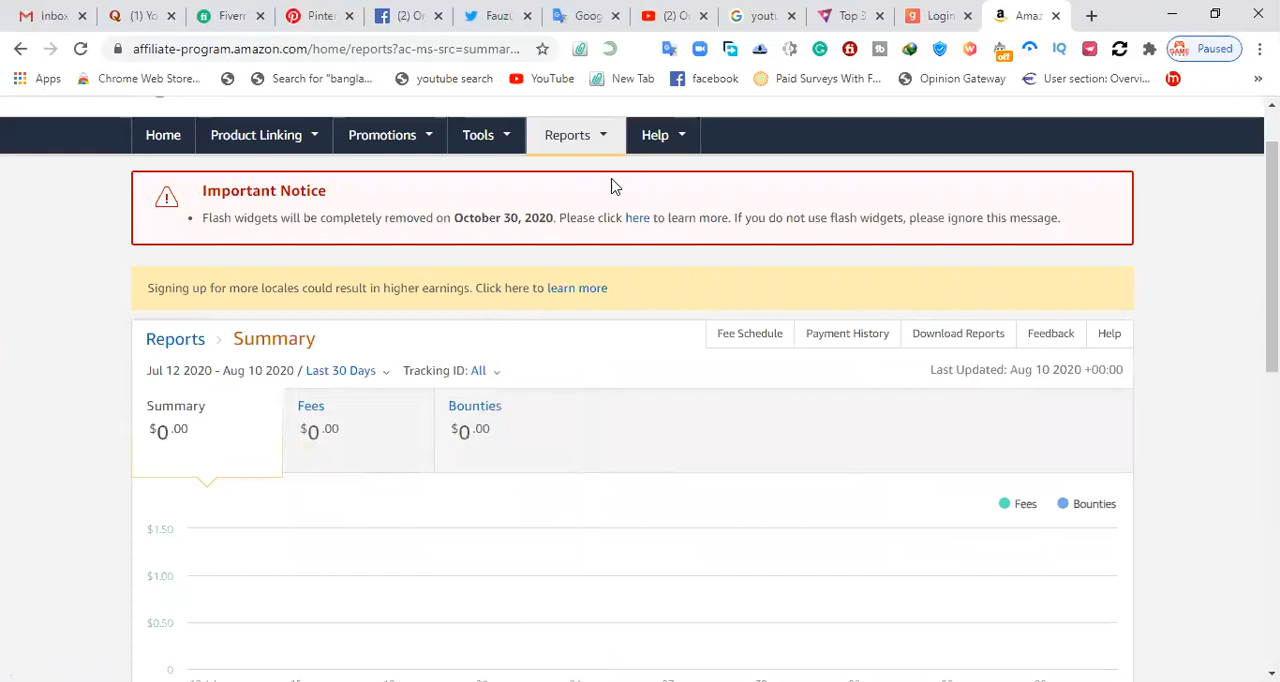 Inbox
(1) Yo
Fiverr
Pinter
(2) O
Fauzu
Goog
(2) O
youtu
Top 3
Login
Amaz
affiliate-program.amazon.com/home/reports?ac-ms-src=summar...
Paused
Apps
Chrome Web Store...
Search for "bangla...
youtube search
YouTube
New Tab
facebook
Paid Surveys With F...
Opinion Gateway
User section: Overvi...
»
Home
Product Linking
Promotions
Tools
Reports
Help
Important Notice
• Flash widgets will be completely removed on October 30, 2020. Please click here to learn more. If you do not use flash widgets, please ignore this message.
Signing up for more locales could result in higher earnings. Click here to learn more
Reports › Summary
Fee Schedule
Payment History
Download Reports
Feedback
Help
Jul 12 2020 - Aug 10 2020 / Last 30 Days
Tracking ID: All
Last Updated: Aug 10 2020 +00:00
Summary
$0.00
Fees
$0.00
Bounties
$0.00
Fees
Bounties
$1.50
$1.00
$0.50
0